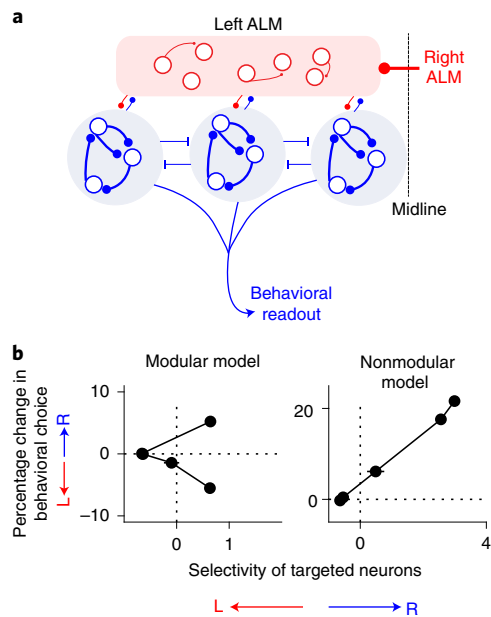 a
Left ALM
Right
ALM
Midline
Behavioral
readout
b
Modular model
Nonmodular
model
Percentage change in
behavioral choice
L
R
10
0
–10
20
0
0
1
0
4
Selectivity of targeted neurons
L
R